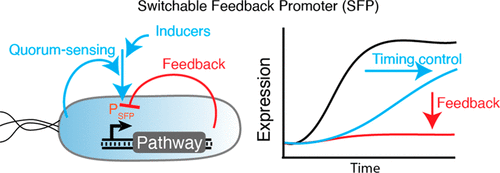 Switchable Feedback Promoter (SFP)
Inducers
Quorum-sensing
Feedback
P
SFP
Pathway
Expression
Timing control
Feedback
Time